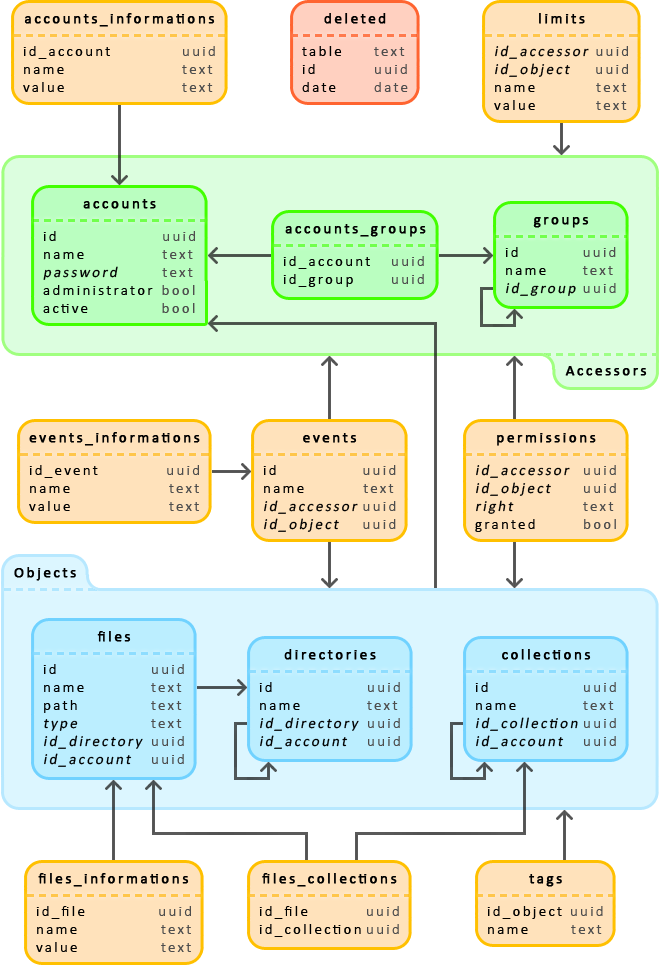 accounts_informations
id_account uuid
name text
value text
deleted
table text
id uuid
date date
limits
id_accessor uuid
id_object uuid
name text
value text
accounts
id uuid
name text
password text
administrator bool
active bool
accounts_groups
id_account uuid
id_group uuid
groups
id uuid
name text
id_group uuid
Accessors
events_informations
id_event uuid
name text
value text
events
id uuid
name text
id_accessor uuid
id_object uuid
permissions
id_accessor uuid
id_object uuid
right text
granted bool
Objects
files
id uuid
name text
path text
type text
id_directory uuid
id_account uuid
directories
id uuid
name text
id_directory uuid
id_account uuid
collections
id uuid
name text
id_collection uuid
id_account uuid
files_informations
id_file uuid
name text
value text
files_collections
id_file uuid
id_collection uuid
tags
id_object uuid
name text